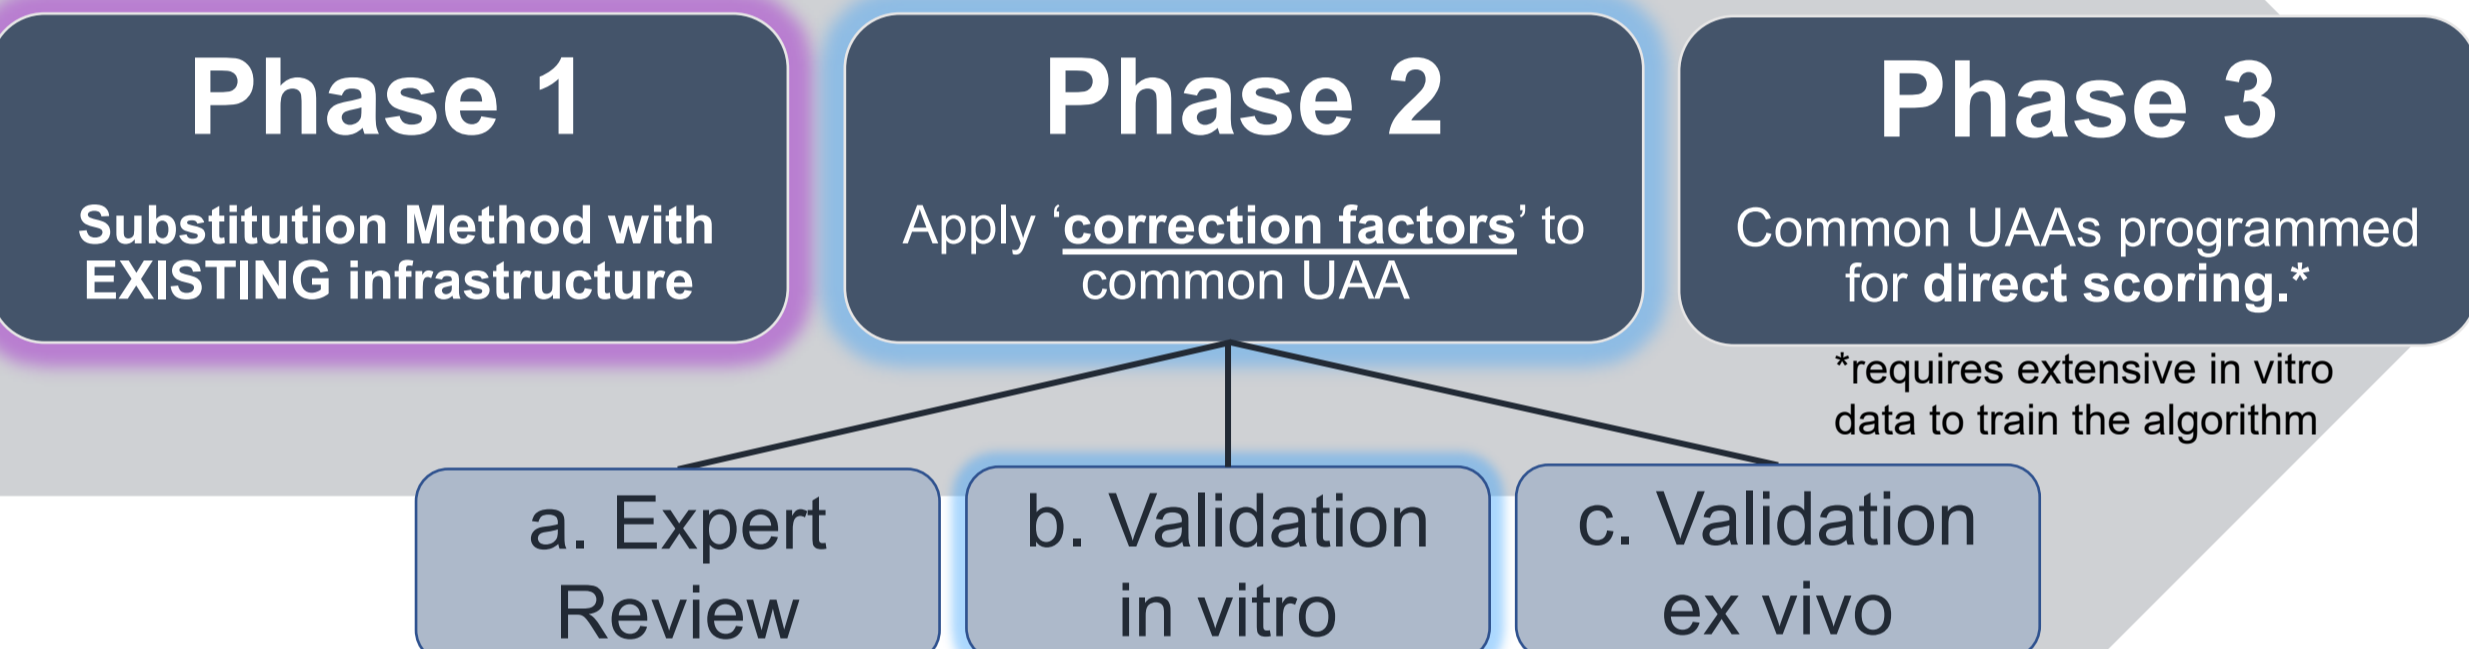 Phase 1
Substitution Method with
EXISTING infrastructure
Phase 2
Apply ‘correction factors’ to
common UAA
Phase 3
Common UAAs programmed
for direct scoring.*
*requires extensive in vitro
data to train the algorithm
a. Expert
Review
b. Validation
in vitro
c. Validation
ex vivo